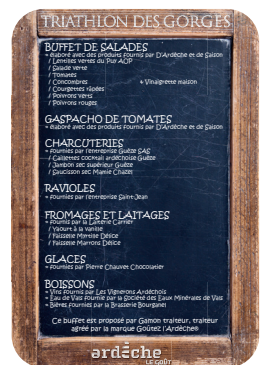 TRIATHLON DES GORGES
BUFFET DE SALADES
= élaboré avec des produits fournis par D'Ardèche et de Saison
/ Lentilles vertes du Puy AOP
/ Salade verte
/ Tomates
/ Concombres + Vinaigrette maison
/ Courgettes râpées
/ Poivrons verts
/ Poivrons rouges
GASPACHO DE TOMATES
= élaboré avec des produits fournis par D'Ardèche et de Saison
CHARCUTERIES
= fournies par l'entreprise Guèze SAS
/ Caillettes cocktail ardéchoise Guèze
/ Jambon sec supérieur Guèze
/ Saucisson sec Mamie Chazel
RAVIOLES
= fournies par l'entreprise Saint-Jean
FROMAGES ET LAITAGES
= fournis par la Laiterie Carrier
/ Yaourt à la vanille
/ Faisselle Myrtille Délice
/ Faisselle Marrons Délice
GLACES
= fournies par Pierre Chauvet Chocolatier
BOISSONS
= Vins fournis par Les Vignerons Ardéchois
= Eau de Vals fournie par la Société des Eaux Minérales de Vals
= Bières fournies par la Brasserie Bourganel
Ce buffet est proposé par Gamon traiteur, traiteur
agréé par la marque Goûtez l'Ardèche®
ardèche
LE GOÛT